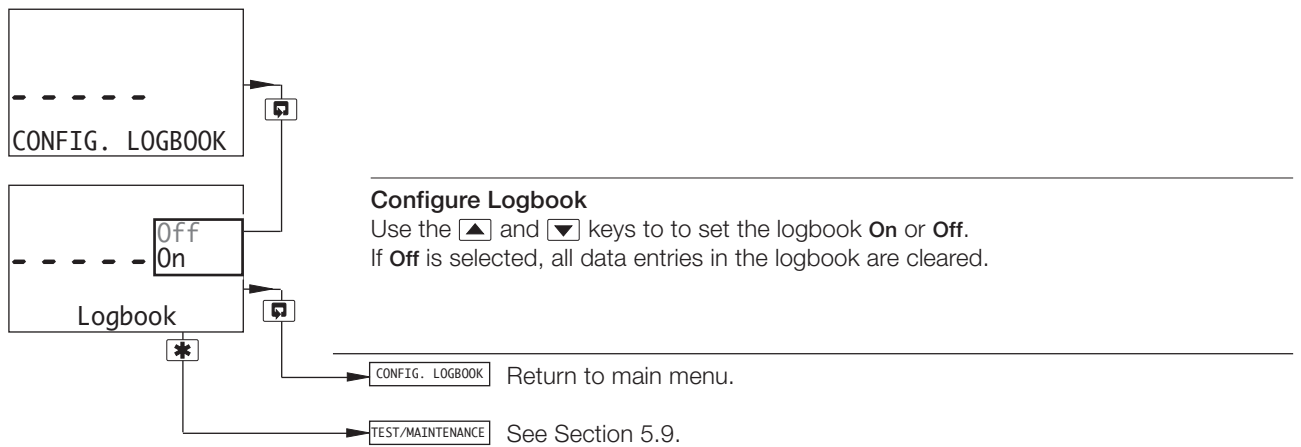 CONFIG. LOGBOOK
Off
On
Logbook
Configure Logbook
Use the ▲ and ▼ keys to to set the logbook On or Off.
If Off is selected, all data entries in the logbook are cleared.
CONFIG. LOGBOOK Return to main menu.
TEST/MAINTENANCE See Section 5.9.